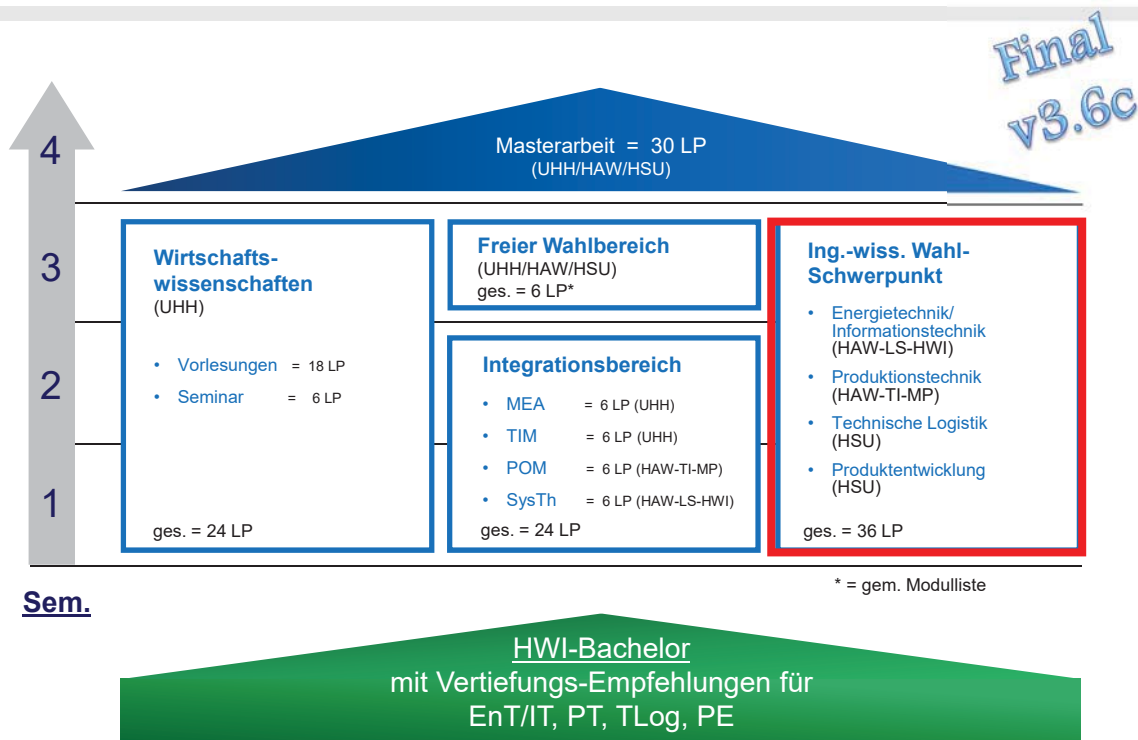 Final
v3.6c
4
Masterarbeit = 30 LP
(UHH/HAW/HSU)
3
2
1
Sem.
Wirtschafts-
wissenschaften
(UHH)
• Vorlesungen = 18 LP
• Seminar = 6 LP
ges. = 24 LP
Freier Wahlbereich
(UHH/HAW/HSU)
ges. = 6 LP*
Integrationsbereich
• MEA = 6 LP (UHH)
• TIM = 6 LP (UHH)
• POM = 6 LP (HAW-TI-MP)
• SysTh = 6 LP (HAW-LS-HWI)
ges. = 24 LP
Ing.-wiss. Wahl-
Schwerpunkt
• Energietechnik/
Informationstechnik
(HAW-LS-HWI)
• Produktionstechnik
(HAW-TI-MP)
• Technische Logistik
(HSU)
• Produktentwicklung
(HSU)
ges. = 36 LP
* = gem. Modulliste
HWI-Bachelor
mit Vertiefungs-Empfehlungen für
EnT/IT, PT, TLog, PE